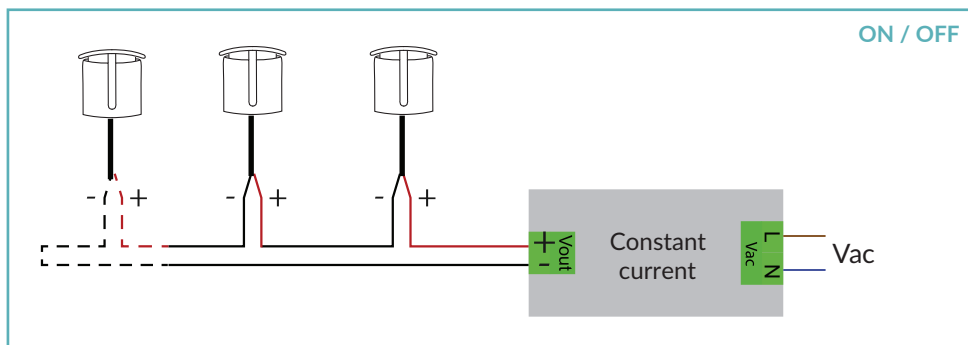 ON / OFF
- +
- +
- +
+
-
Vout
Constant
current
Vac
L
N
Vac